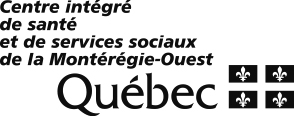 Centre intégré
de santé
et de services sociaux
de la Montérégie-Ouest
Québec